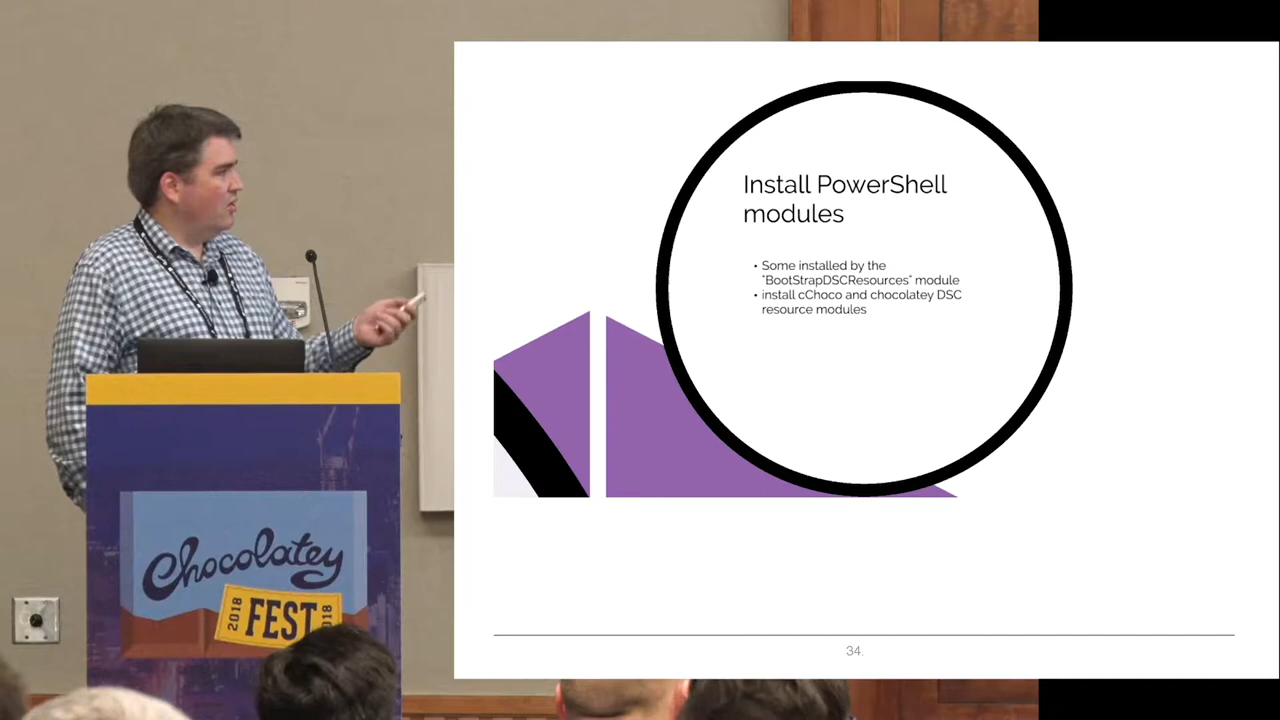 Install PowerShell
modules
• Some installed by the
"BootStrapDSCResources" module
• install cChoco and chocolatey DSC
resource modules
34.
Chocolatey
2018
FEST